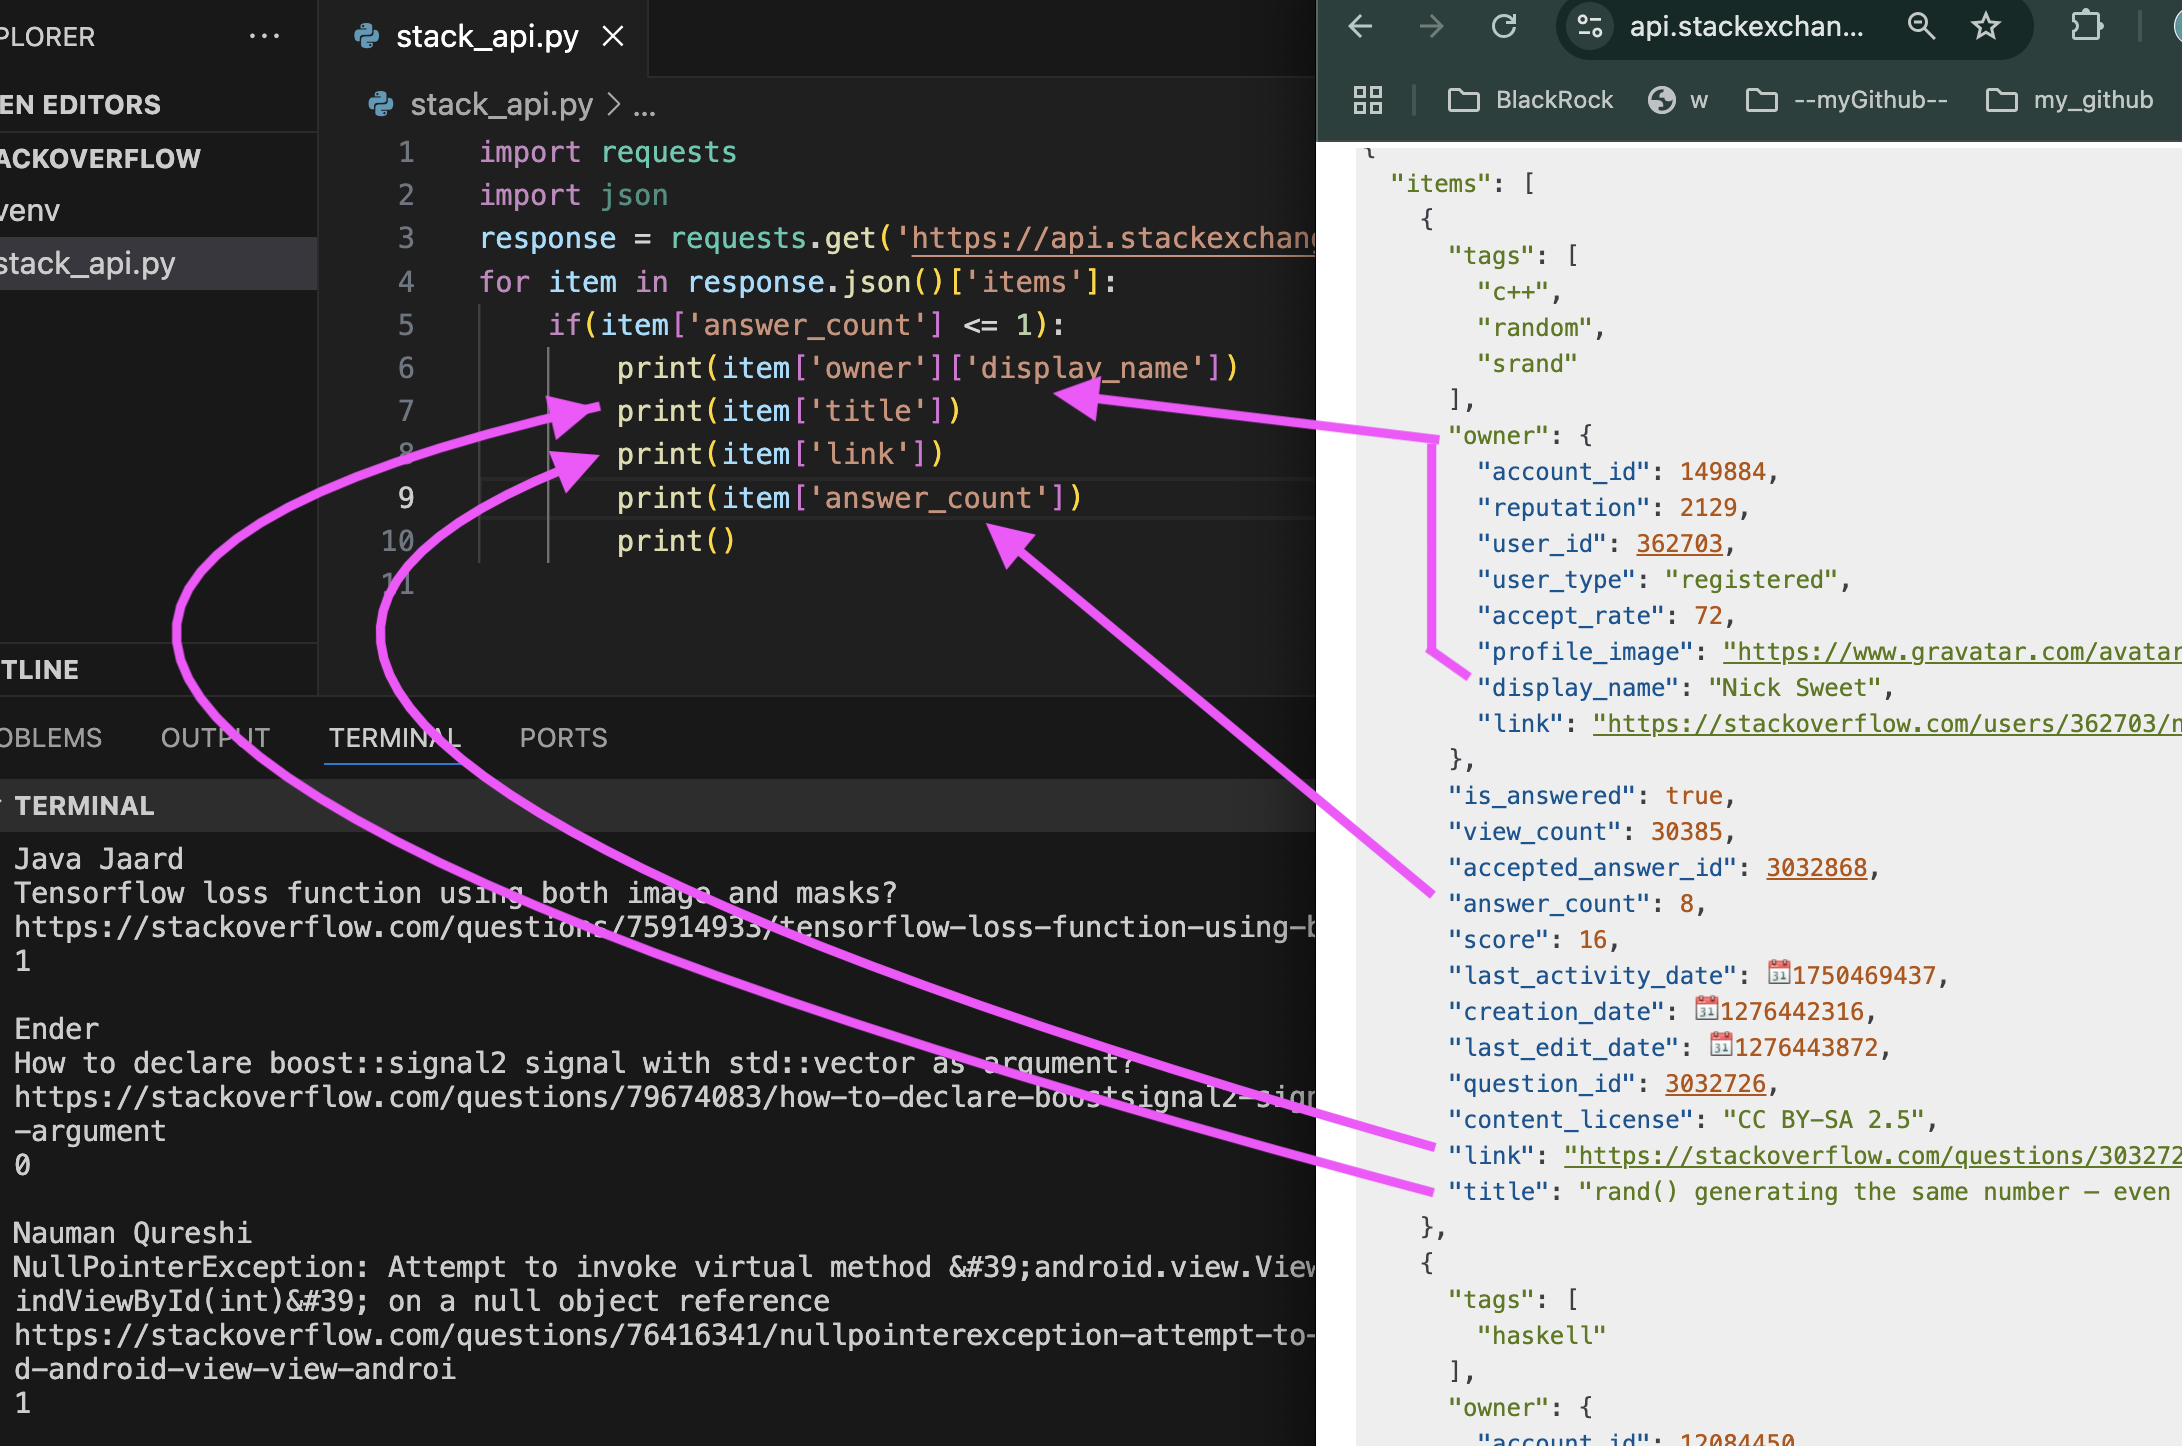 PLORER
...
EN EDITORS
ACKOVERFLOW
venv
stack_api.py
TLINE
stack_api.py
stack_api.py > ...
1 import requests
2 import json
3 response = requests.get('https://api.stackexchang
4 for item in response.json()['items']:
5 if(item['answer_count'] <= 1):
6 print(item['owner']['display_name'])
7 print(item['title'])
8 print(item['link'])
9 print(item['answer_count'])
10 print()
11
OBLEMS OUTPUT TERMINAL PORTS
TERMINAL
Java Jaard
Tensorflow loss function using both image and masks?
https://stackoverflow.com/questions/75914933/tensorflow-loss-function-using-b
1
Ender
How to declare boost::signal2 signal with std::vector as argument?
https://stackoverflow.com/questions/79674083/how-to-declare-boostsignal2-sign
-argument
0
Nauman Qureshi
NullPointerException: Attempt to invoke virtual method &#39;android.view.View
indViewById(int)&#39; on a null object reference
https://stackoverflow.com/questions/76416341/nullpointerexception-attempt-to-
d-android-view-view-androi
1
api.stackexchan...
BlackRock w --myGithub-- my_github
{
"items": [
{
"tags": [
"c++",
"random",
"srand"
],
"owner": {
"account_id": 149884,
"reputation": 2129,
"user_id": 362703,
"user_type": "registered",
"accept_rate": 72,
"profile_image": "https://www.gravatar.com/avatar
"display_name": "Nick Sweet",
"link": "https://stackoverflow.com/users/362703/n
},
"is_answered": true,
"view_count": 30385,
"accepted_answer_id": 3032868,
"answer_count": 8,
"score": 16,
"last_activity_date": 1750469437,
"creation_date": 1276442316,
"last_edit_date": 1276443872,
"question_id": 3032726,
"content_license": "CC BY-SA 2.5",
"link": "https://stackoverflow.com/questions/303272
"title": "rand() generating the same number – even
},
{
"tags": [
"haskell"
],
"owner": {
"account_id": 12084450